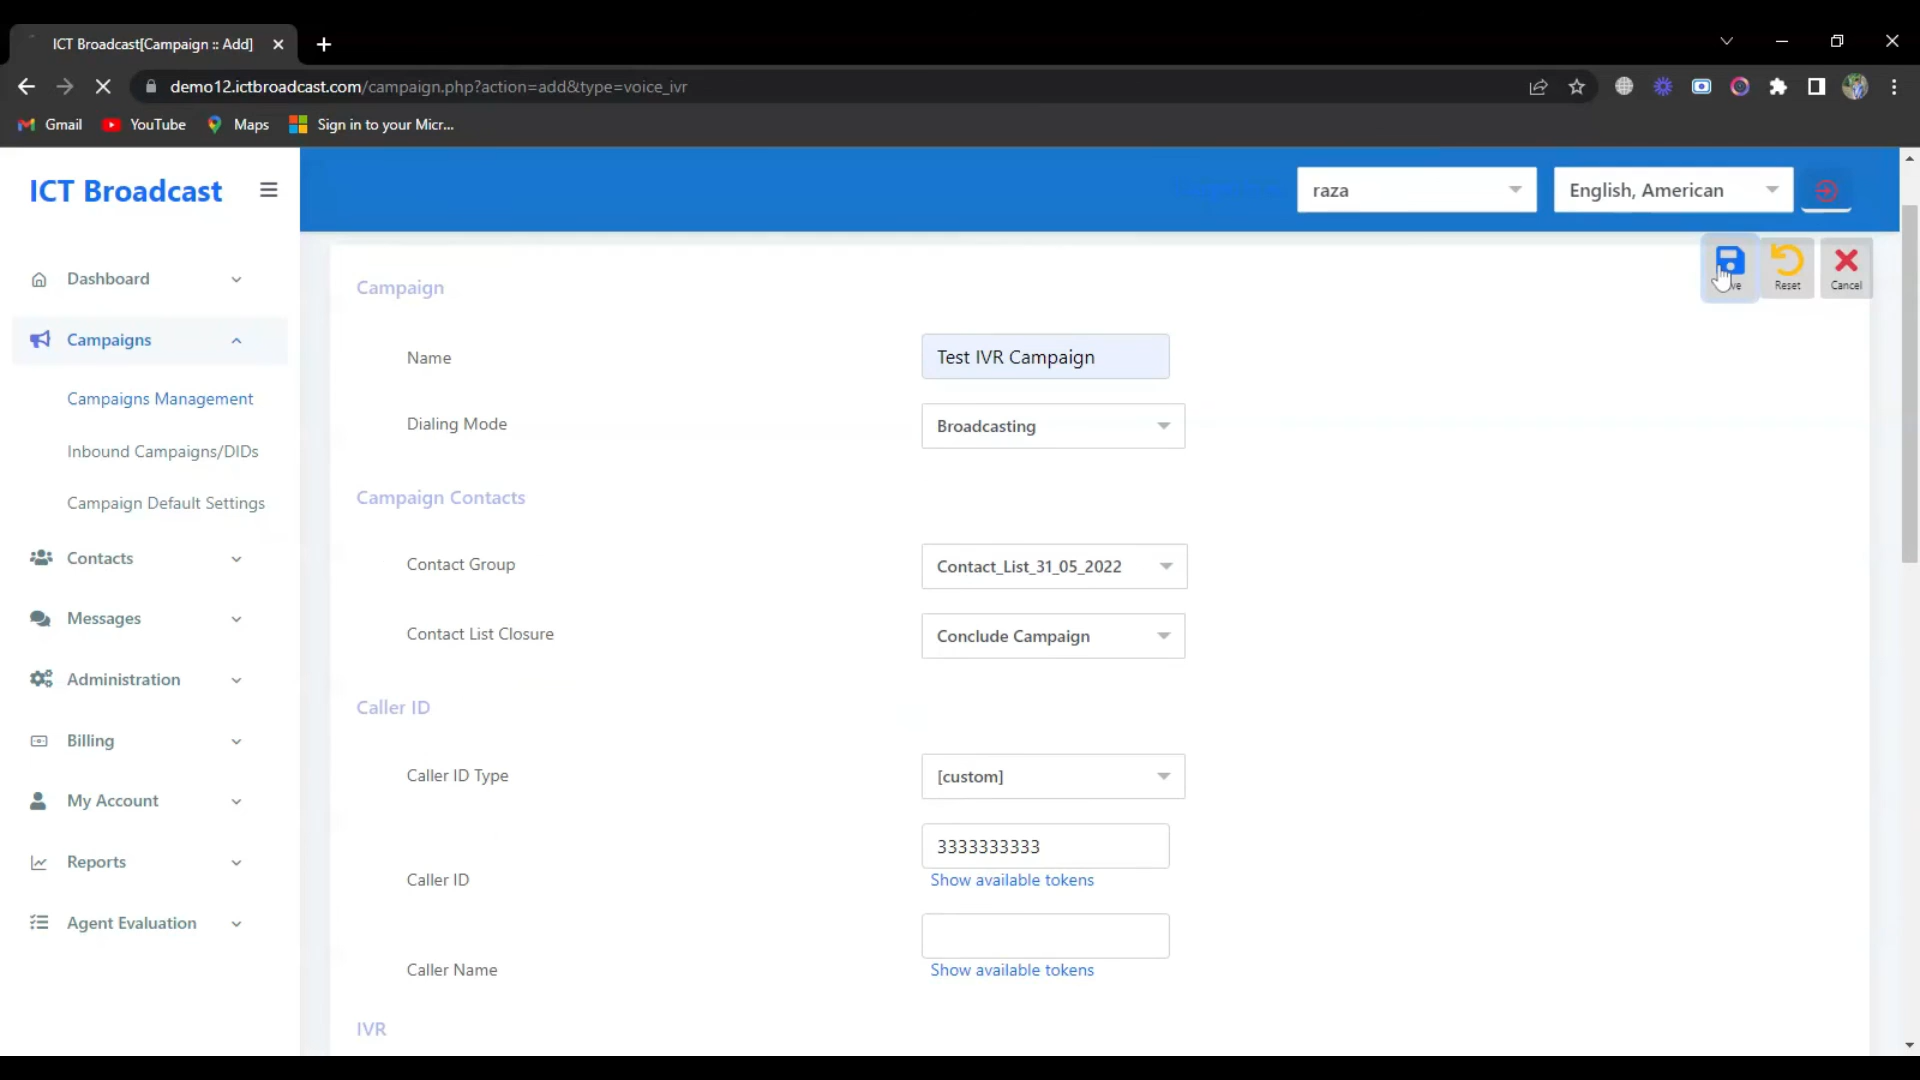 ICT Broadcast[Campaign :: Add]
demo12.ictbroadcast.com/campaign.php?action=add&type=voice_ivr
Gmail
YouTube
Maps
Sign in to your Micr...
ICT Broadcast
raza
English, American
Dashboard
Campaigns
Campaigns Management
Inbound Campaigns/DIDs
Campaign Default Settings
Contacts
Messages
Administration
Billing
My Account
Reports
Agent Evaluation
Reset
Cancel
Campaign
Name
Test IVR Campaign
Dialing Mode
Broadcasting
Campaign Contacts
Contact Group
Contact_List_31_05_2022
Contact List Closure
Conclude Campaign
Caller ID
Caller ID Type
[custom]
3333333333
Caller ID
Show available tokens
Caller Name
Show available tokens
IVR